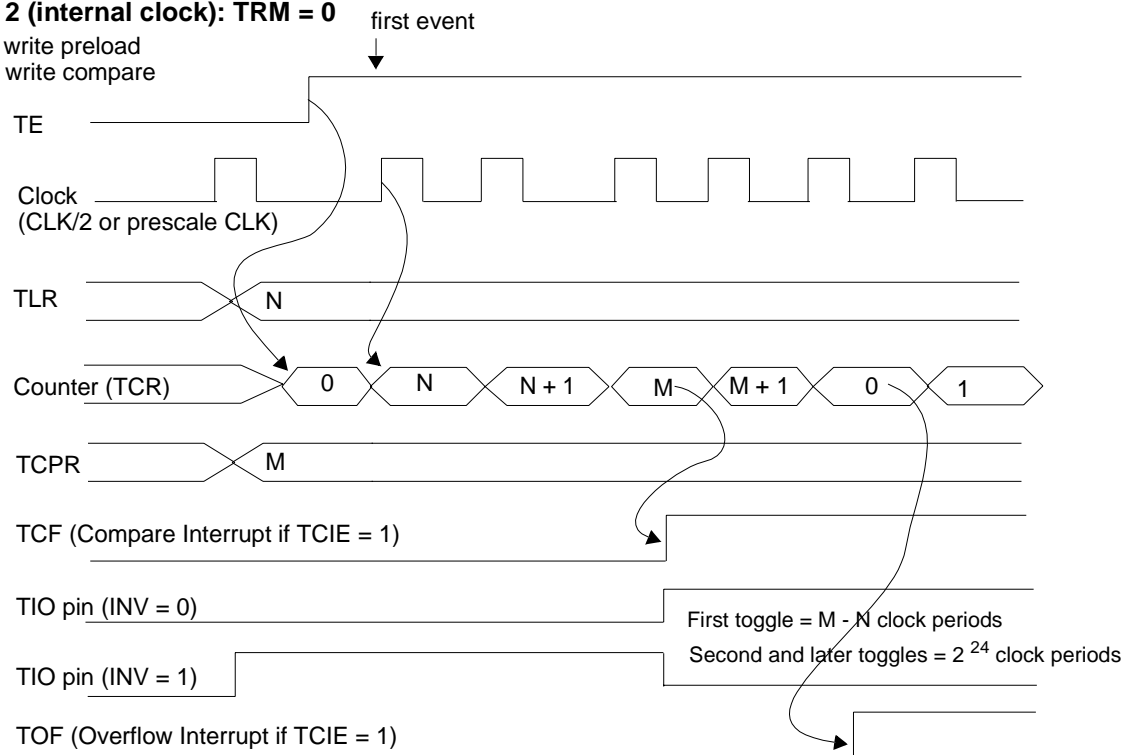 2 (internal clock): TRM = 0
first event
write preload
write compare
TE
Clock
(CLK/2 or prescale CLK)
TLR
N
Counter (TCR)
0
N
N + 1
M
M + 1
0
1
TCPR
M
TCF (Compare Interrupt if TCIE = 1)
TIO pin (INV = 0)
First toggle = M - N clock periods
Second and later toggles = 2 24 clock periods
TIO pin (INV = 1)
TOF (Overflow Interrupt if TCIE = 1)